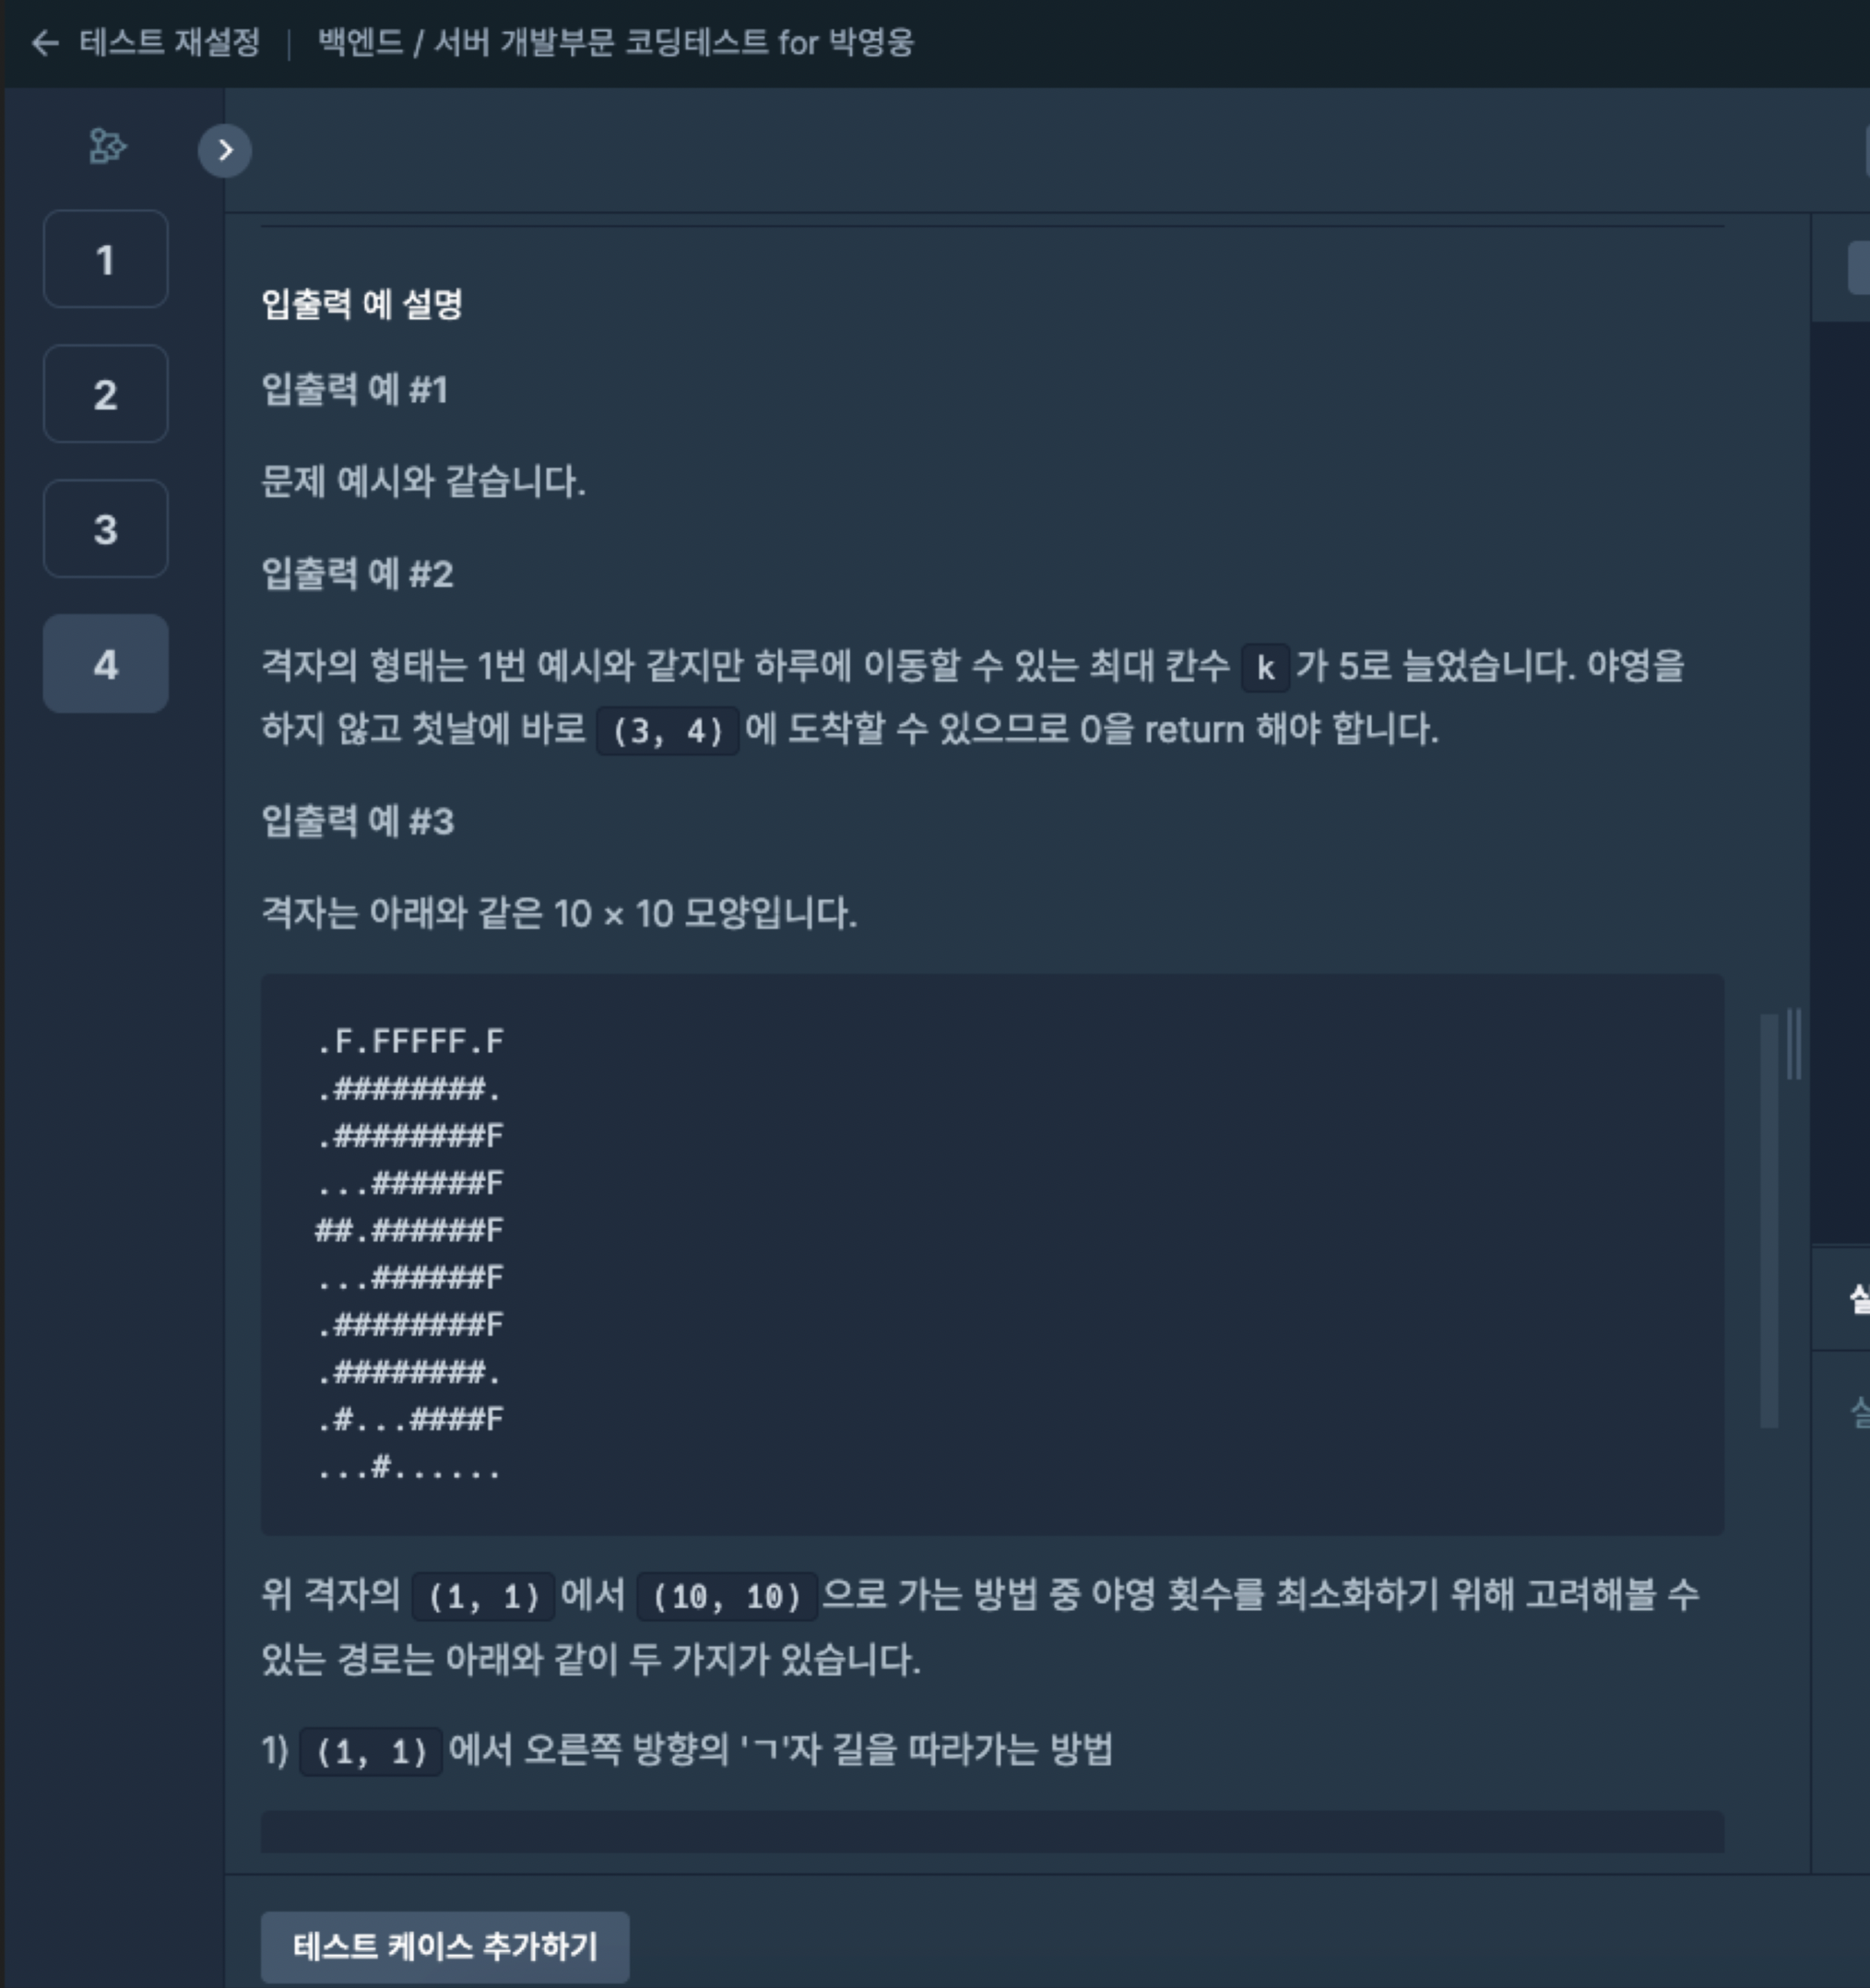 ← 테스트 재설정 | 백엔드 / 서버 개발부문 코딩테스트 for 박영웅
1
2
3
4
입출력 예 설명
입출력 예 #1
문제 예시와 같습니다.
입출력 예 #2
격자의 형태는 1번 예시와 같지만 하루에 이동할 수 있는 최대 칸수 k 가 5로 늘었습니다. 야영을
하지 않고 첫날에 바로 (3, 4) 에 도착할 수 있으므로 0을 return 해야 합니다.
입출력 예 #3
격자는 아래와 같은 10 × 10 모양입니다.
.F.FFFFF.F
.########.
.########F
...######F
##.######F
...######F
.########F
.########.
.#...####F
...#......
위 격자의 (1, 1) 에서 (10, 10) 으로 가는 방법 중 야영 횟수를 최소화하기 위해 고려해볼 수
있는 경로는 아래와 같이 두 가지가 있습니다.
1) (1, 1) 에서 오른쪽 방향의 'ㄱ'자 길을 따라가는 방법
테스트 케이스 추가하기